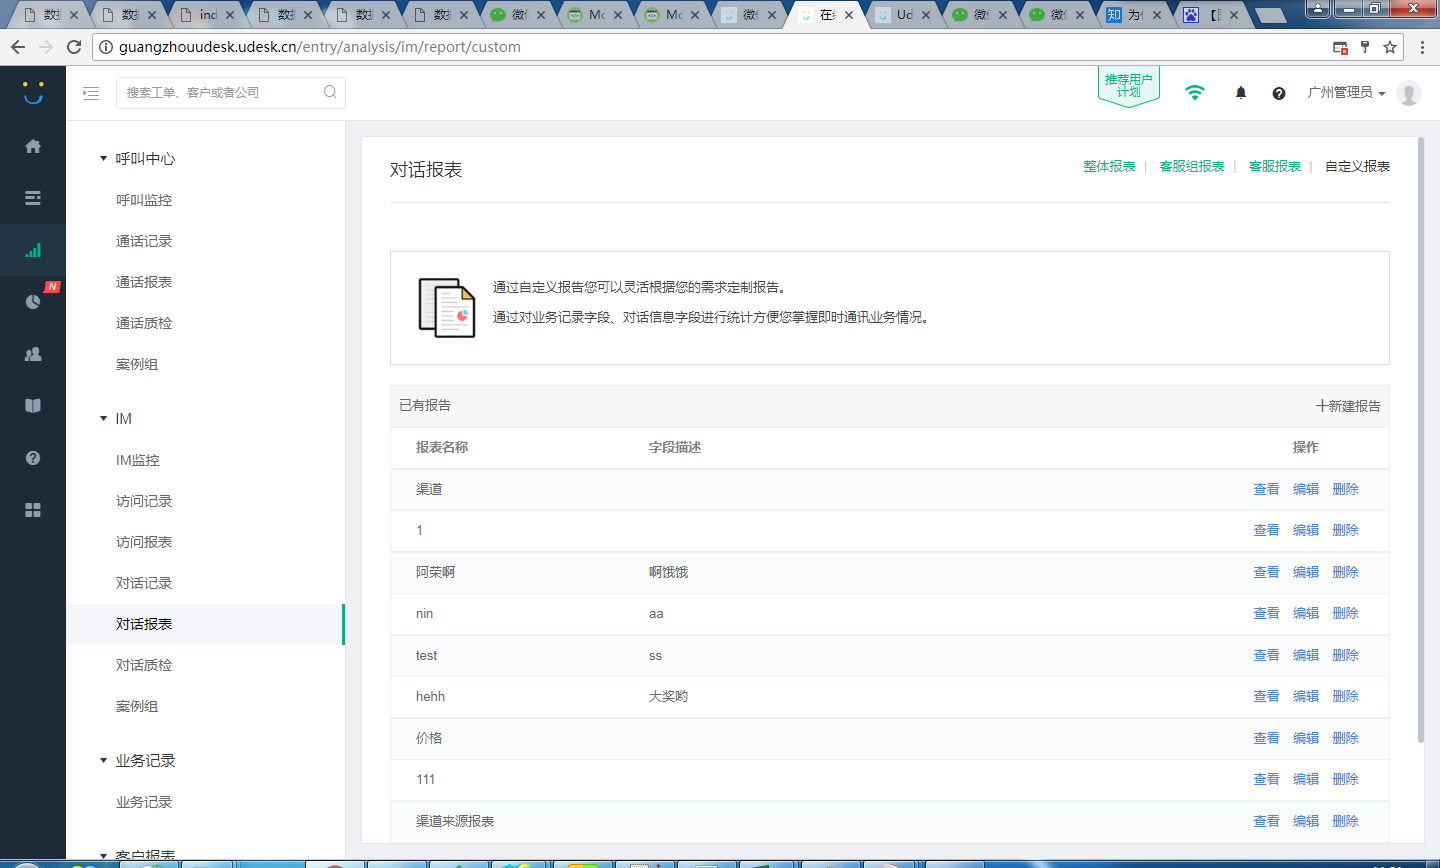 数据
数据
ind
数据
数据
数据
微信
Mo
Mo
微信
在线
Ud
微信
微信
知 为什
【图
guangzhouudesk.udesk.cn/entry/analysis/im/report/custom
搜索工单、客户或者公司
推荐用户
计划
广州管理员
N
呼叫中心
呼叫监控
通话记录
通话报表
通话质检
案例组
IM
IM监控
访问记录
访问报表
对话记录
对话报表
对话质检
案例组
业务记录
业务记录
客户报表
对话报表
整体报表 | 客服组报表 | 客服报表 | 自定义报表
通过自定义报告您可以灵活根据您的需求定制报告。
通过对业务记录字段、对话信息字段进行统计方便您掌握即时通讯业务情况。
已有报告 十新建报告
报表名称 字段描述 操作
渠道 查看 编辑 删除
1 查看 编辑 删除
阿荣啊 啊饿饿 查看 编辑 删除
nin aa 查看 编辑 删除
test ss 查看 编辑 删除
hehh 大奖哟 查看 编辑 删除
价格 查看 编辑 删除
111 查看 编辑 删除
渠道来源报表 查看 编辑 删除